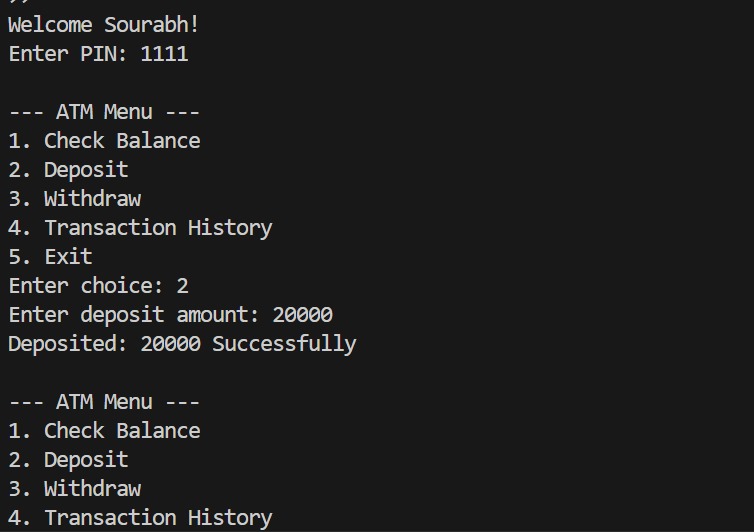 Welcome Sourabh!
Enter PIN: 1111
--- ATM Menu ---
1. Check Balance
2. Deposit
3. Withdraw
4. Transaction History
5. Exit
Enter choice: 2
Enter deposit amount: 20000
Deposited: 20000 Successfully
--- ATM Menu ---
1. Check Balance
2. Deposit
3. Withdraw
4. Transaction History